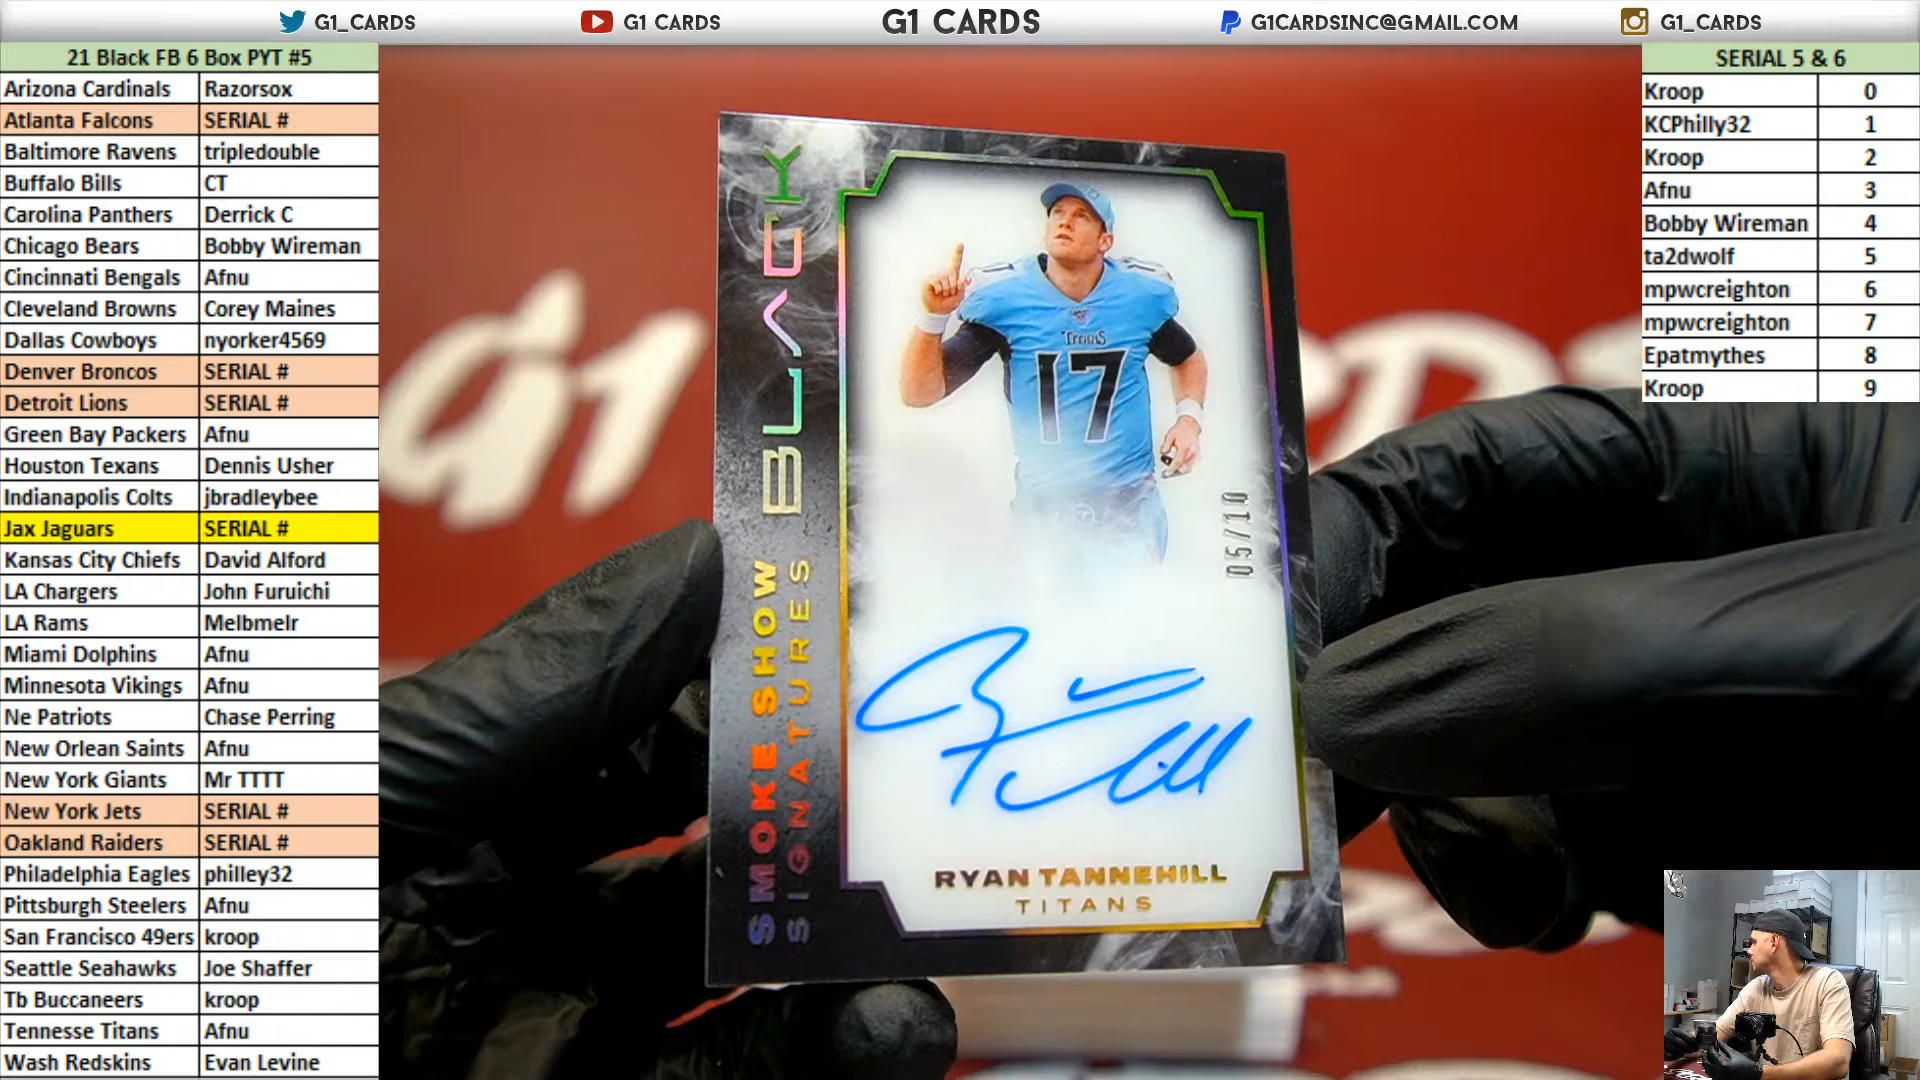 G1_CARDS
G1 CARDS
G1 CARDS
G1CARDSINC@GMAIL.COM
G1_CARDS
21 Black FB 6 Box PYT #5
Arizona Cardinals Razorsox
Atlanta Falcons SERIAL #
Baltimore Ravens tripledouble
Buffalo Bills CT
Carolina Panthers Derrick C
Chicago Bears Bobby Wireman
Cincinnati Bengals Afnu
Cleveland Browns Corey Maines
Dallas Cowboys nyorker4569
Denver Broncos SERIAL #
Detroit Lions SERIAL #
Green Bay Packers Afnu
Houston Texans Dennis Usher
Indianapolis Colts jbradleybee
Jax Jaguars SERIAL #
Kansas City Chiefs David Alford
LA Chargers John Furuichi
LA Rams Melbmelr
Miami Dolphins Afnu
Minnesota Vikings Afnu
Ne Patriots Chase Perring
New Orlean Saints Afnu
New York Giants Mr TTTT
New York Jets SERIAL #
Oakland Raiders SERIAL #
Philadelphia Eagles philley32
Pittsburgh Steelers Afnu
San Francisco 49ers kroop
Seattle Seahawks Joe Shaffer
Tb Buccaneers kroop
Tennesse Titans Afnu
Wash Redskins Evan Levine
G1
BLACK
SMOKE SHOW
SIGNATURES
17
TITANS
17
05/10
RYAN TANNEHILL
TITANS
SERIAL 5 & 6
Kroop 0
KCPhilly32 1
Kroop 2
Afnu 3
Bobby Wireman 4
ta2dwolf 5
mpwcreighton 6
mpwcreighton 7
Epatmythes 8
Kroop 9